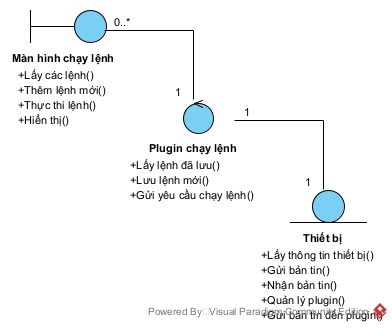 0..*
Màn hình chạy lệnh
+Lấy các lệnh()
+Thêm lệnh mới()
+Thực thi lệnh()
+Hiển thị()
1
Plugin chạy lệnh
+Lấy lệnh đã lưu()
+Lưu lệnh mới()
+Gửi yêu cầu chạy lệnh()
1
1
Thiết bị
+Lấy thông tin thiết bị()
+Gửi bản tin()
+Nhận bản tin()
+Quản lý plugin()
+Gửi bản tin đến plugin()
Powered By Visual Paradigm Community Edition